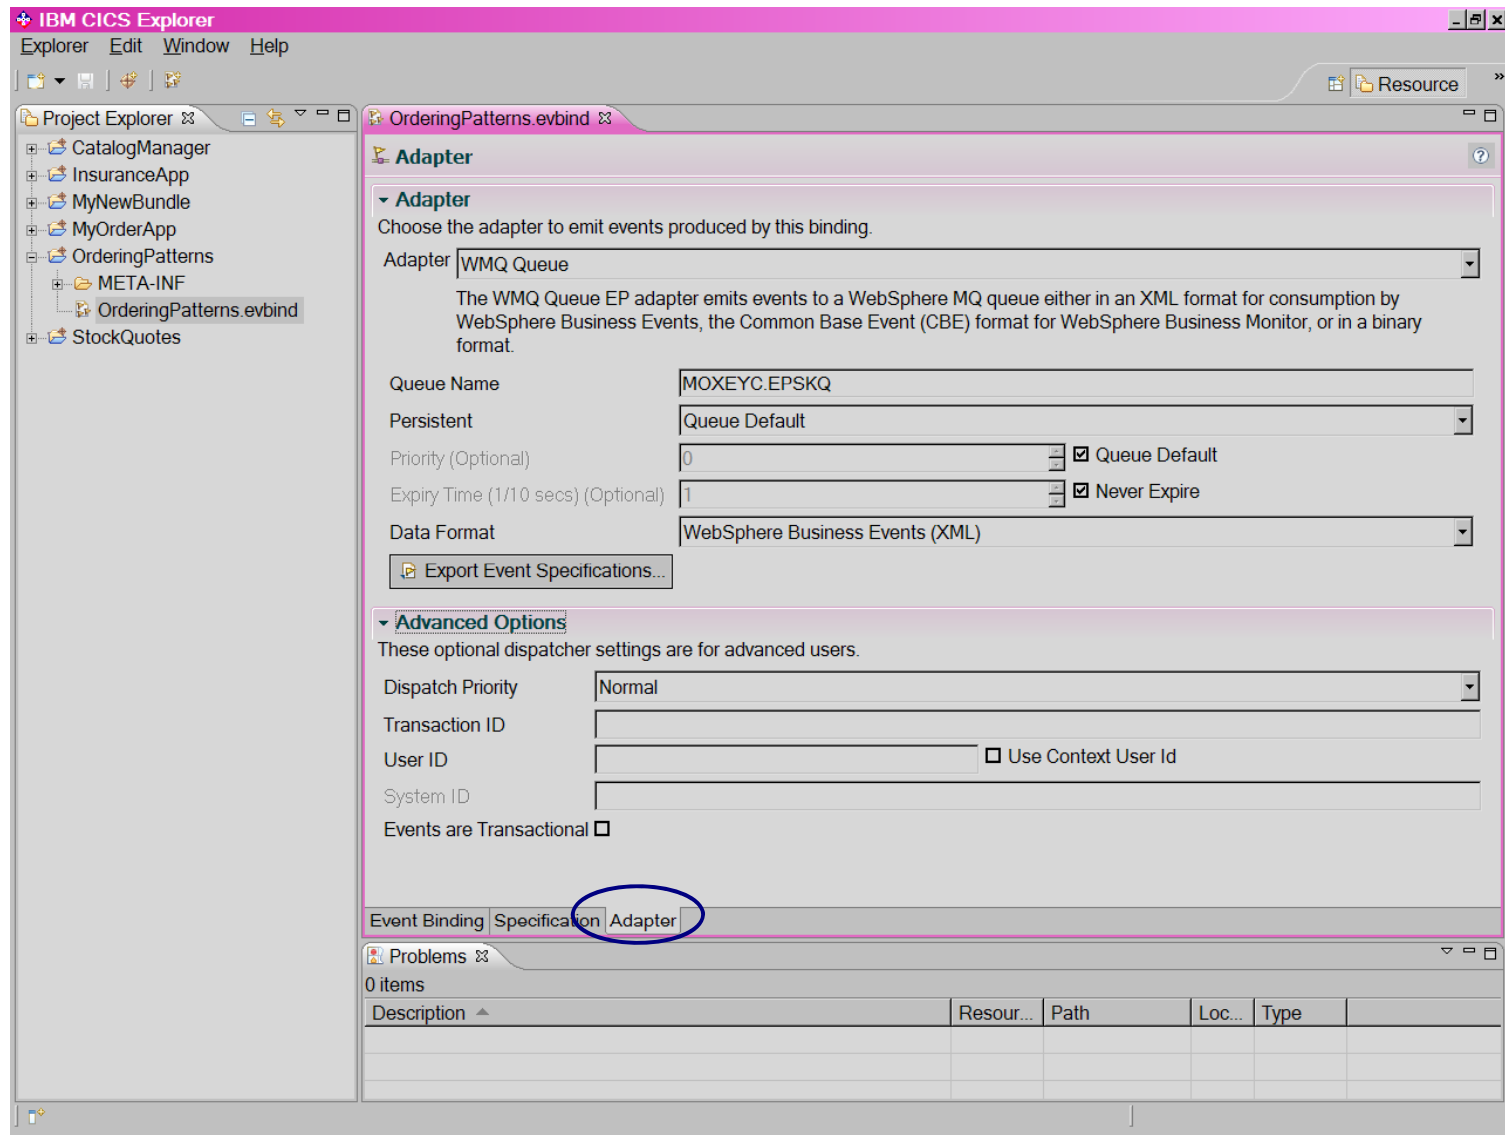 IBM CICS Explorer
Explorer Edit Window Help
Resource »
Project Explorer
CatalogManager
InsuranceApp
MyNewBundle
MyOrderApp
OrderingPatterns
META-INF
OrderingPatterns.evbind
StockQuotes
OrderingPatterns.evbind
Adapter
Adapter
Choose the adapter to emit events produced by this binding.
Adapter WMQ Queue
The WMQ Queue EP adapter emits events to a WebSphere MQ queue either in an XML format for consumption by
WebSphere Business Events, the Common Base Event (CBE) format for WebSphere Business Monitor, or in a binary
format.
Queue Name MOXEYC.EPSKQ
Persistent Queue Default
Priority (Optional) 0 Queue Default
Expiry Time (1/10 secs) (Optional) 1 Never Expire
Data Format WebSphere Business Events (XML)
Export Event Specifications...
Advanced Options
These optional dispatcher settings are for advanced users.
Dispatch Priority Normal
Transaction ID
User ID Use Context User Id
System ID
Events are Transactional
Event Binding Specification Adapter
Problems
0 items
Description Resour... Path Loc... Type